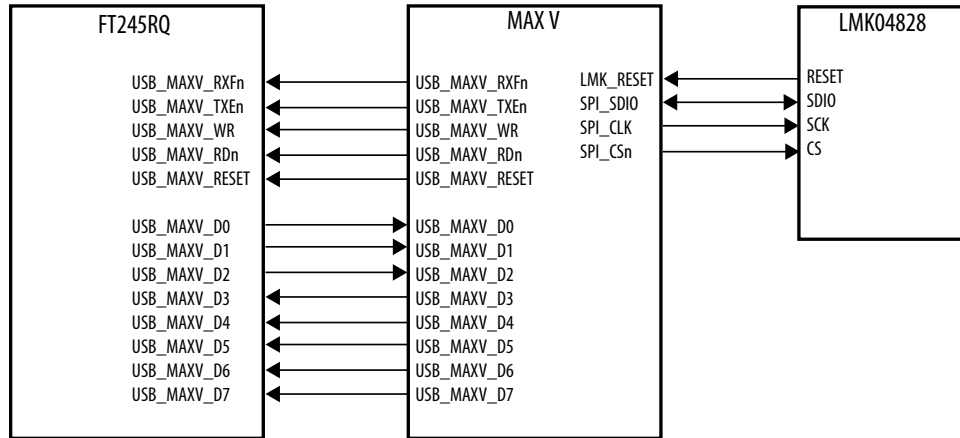 FT245RQ
USB_MAXV_RXFn
USB_MAXV_TXEn
USB_MAXV_WR
USB_MAXV_RDn
USB_MAXV_RESET
USB_MAXV_D0
USB_MAXV_D1
USB_MAXV_D2
USB_MAXV_D3
USB_MAXV_D4
USB_MAXV_D5
USB_MAXV_D6
USB_MAXV_D7
MAX V
USB_MAXV_RXFn
USB_MAXV_TXEn
USB_MAXV_WR
USB_MAXV_RDn
USB_MAXV_RESET
USB_MAXV_D0
USB_MAXV_D1
USB_MAXV_D2
USB_MAXV_D3
USB_MAXV_D4
USB_MAXV_D5
USB_MAXV_D6
USB_MAXV_D7
LMK_RESET
SPI_SDIO
SPI_CLK
SPI_CSn
LMK04828
RESET
SDIO
SCK
CS